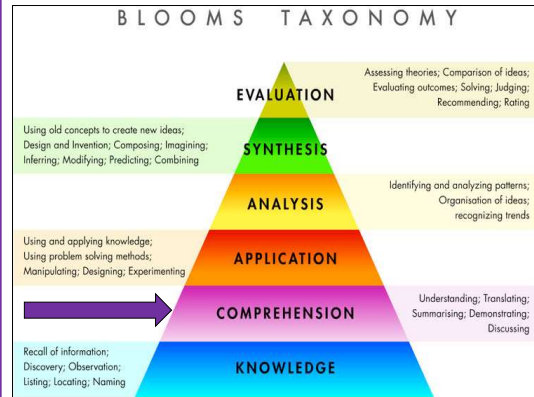 BLOOMS TAXONOMY
EVALUATION
Assessing theories; Comparison of ideas;
Evaluating outcomes; Solving; Judging;
Recommending; Rating
Using old concepts to create new ideas;
Design and Invention; Composing; Imagining;
Inferring; Modifying; Predicting; Combining
SYNTHESIS
ANALYSIS
Identifying and analyzing patterns;
Organisation of ideas;
recognizing trends
Using and applying knowledge;
Using problem solving methods;
Manipulating; Designing; Experimenting
APPLICATION
COMPREHENSION
Understanding; Translating;
Summarising; Demonstrating;
Discussing
Recall of information;
Discovery; Observation;
Listing; Locating; Naming
KNOWLEDGE